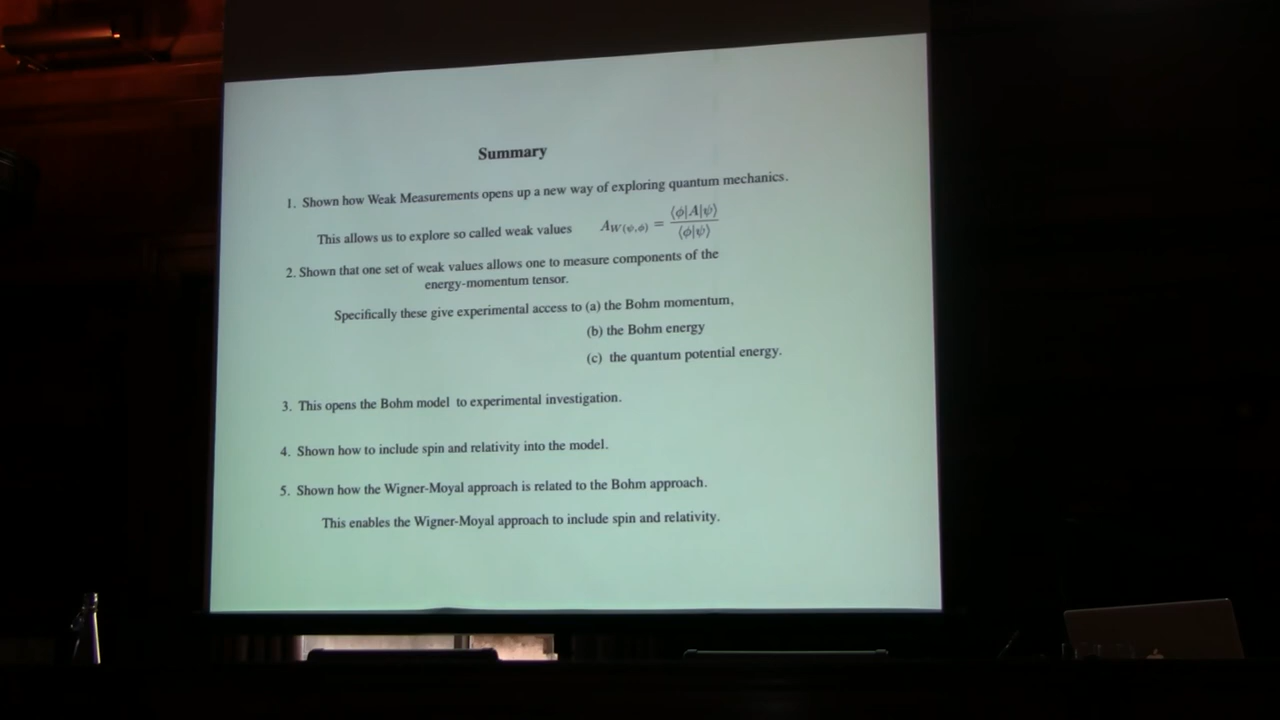 Summary
1. Shown how Weak Measurements opens up a new way of exploring quantum mechanics.
This allows us to explore so called weak values A_{W(ψ,φ)} = ⟨φ|A|ψ⟩ / ⟨φ|ψ⟩
2. Shown that one set of weak values allows one to measure components of the
energy-momentum tensor.
Specifically these give experimental access to (a) the Bohm momentum,
(b) the Bohm energy
(c) the quantum potential energy.
3. This opens the Bohm model to experimental investigation.
4. Shown how to include spin and relativity into the model.
5. Shown how the Wigner-Moyal approach is related to the Bohm approach.
This enables the Wigner-Moyal approach to include spin and relativity.